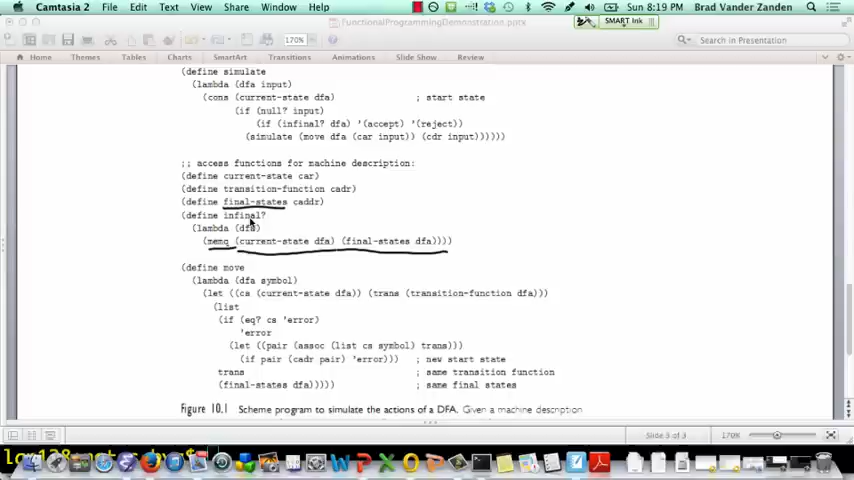 Camtasia 2 File Edit View Share Window Help Sun 8:19 PM Brad Vander Zanden
FunctionalProgrammingDemonstration.pptx
SMART Ink
170%
Search in Presentation
Home Themes Tables Charts SmartArt Transitions Animations Slide Show Review
(define simulate
(lambda (dfa input)
(cons (current-state dfa) ; start state
(if (null? input)
(if (infinal? dfa) '(accept) '(reject))
(simulate (move dfa (car input)) (cdr input))))))
;; access functions for machine description:
(define current-state car)
(define transition-function cadr)
(define final-states caddr)
(define infinal?
(lambda (dfa)
(memq (current-state dfa) (final-states dfa))))
(define move
(lambda (dfa symbol)
(let ((cs (current-state dfa)) (trans (transition-function dfa)))
(list
(if (eq? cs 'error)
'error
(let ((pair (assoc (list cs symbol) trans)))
(if pair (cadr pair) 'error))) ; new start state
trans ; same transition function
(final-states dfa))))) ; same final states
Figure 10.1 Scheme program to simulate the actions of a DFA. Given a machine description
Slide 5 of 5 170%